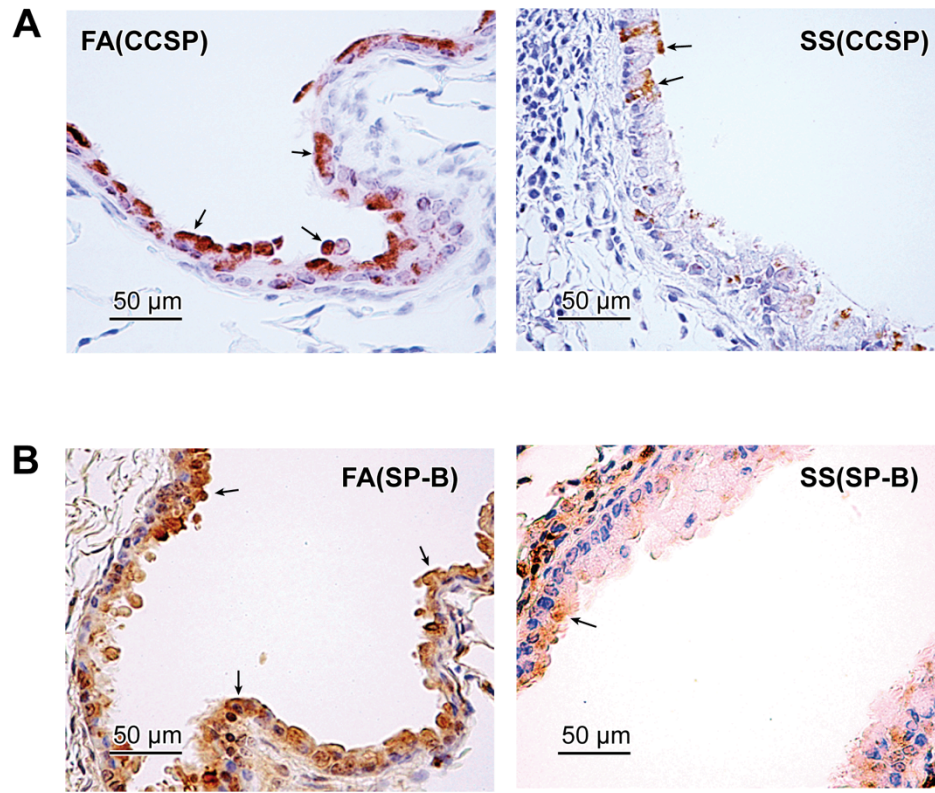 A
FA(CCSP)
SS(CCSP)
50 µm
50 µm
B
FA(SP-B)
SS(SP-B)
50 µm
50 µm